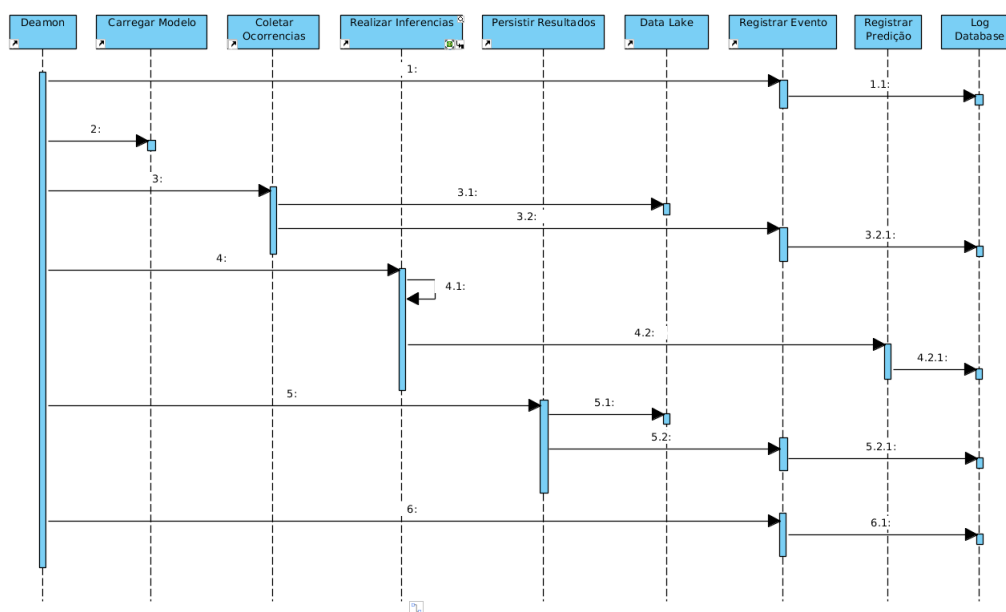 Deamon
Carregar Modelo
Coletar
Ocorrencias
Realizar Inferencias
Persistir Resultados
Data Lake
Registrar Evento
Registrar
Predição
Log
Database
1:
1.1:
2:
3:
3.1:
3.2:
3.2.1:
4:
4.1:
4.2:
4.2.1:
5:
5.1:
5.2:
5.2.1:
6:
6.1: